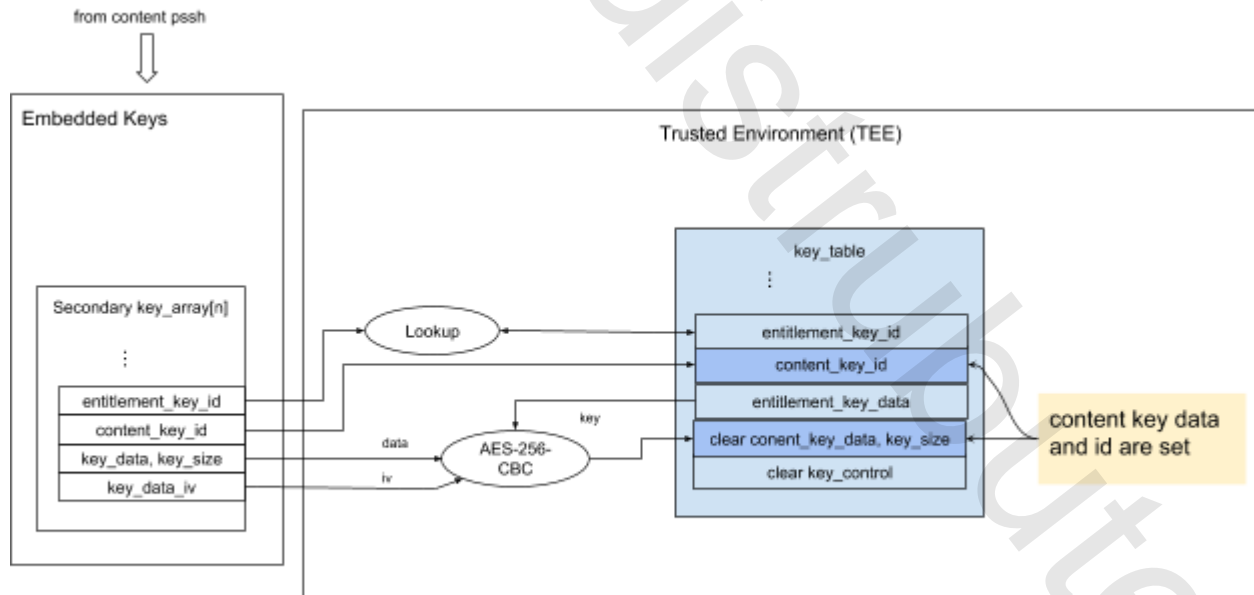 from content pssh
Embedded Keys
Trusted Environment (TEE)
key_table
⋮
Secondary key_array[n]
⋮
Lookup
entitlement_key_id
content_key_id
entitlement_key_data
clear conent_key_data, key_size
clear key_control
entitlement_key_id
content_key_id
key_data, key_size
key_data_iv
data
iv
key
AES-256-
CBC
content key data
and id are set
distribute